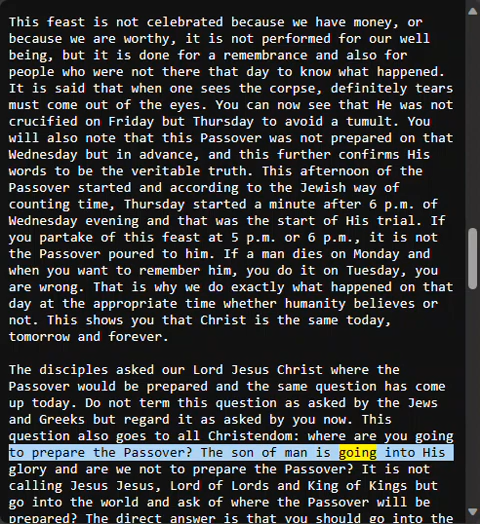 This feast is not celebrated because we have money, or
because we are worthy, it is not performed for our well
being, but it is done for a remembrance and also for
people who were not there that day to know what happened.
It is said that when one sees the corpse, definitely tears
must come out of the eyes. You can now see that He was not
crucified on Friday but Thursday to avoid a tumult. You
will also note that this Passover was not prepared on that
Wednesday but in advance, and this further confirms His
words to be the veritable truth. This afternoon of the
Passover started and according to the Jewish way of
counting time, Thursday started a minute after 6 p.m. of
Wednesday evening and that was the start of His trial. If
you partake of this feast at 5 p.m. or 6 p.m., it is not
the Passover poured to him. If a man dies on Monday and
when you want to remember him, you do it on Tuesday, you
are wrong. That is why we do exactly what happened on that
day at the appropriate time whether humanity believes or
not. This shows you that Christ is the same today,
tomorrow and forever.
The disciples asked our Lord Jesus Christ where the
Passover would be prepared and the same question has come
up today. Do not term this question as asked by the Jews
and Greeks but regard it as asked by you now. This
question also goes to all Christendom: where are you going
to prepare the Passover? The son of man is going into His
glory and are we not to prepare the Passover? It is not
calling Jesus Jesus, Lord of Lords and King of Kings but
go into the world and ask of where the Passover will be
prepared? The direct answer is that you should go into the